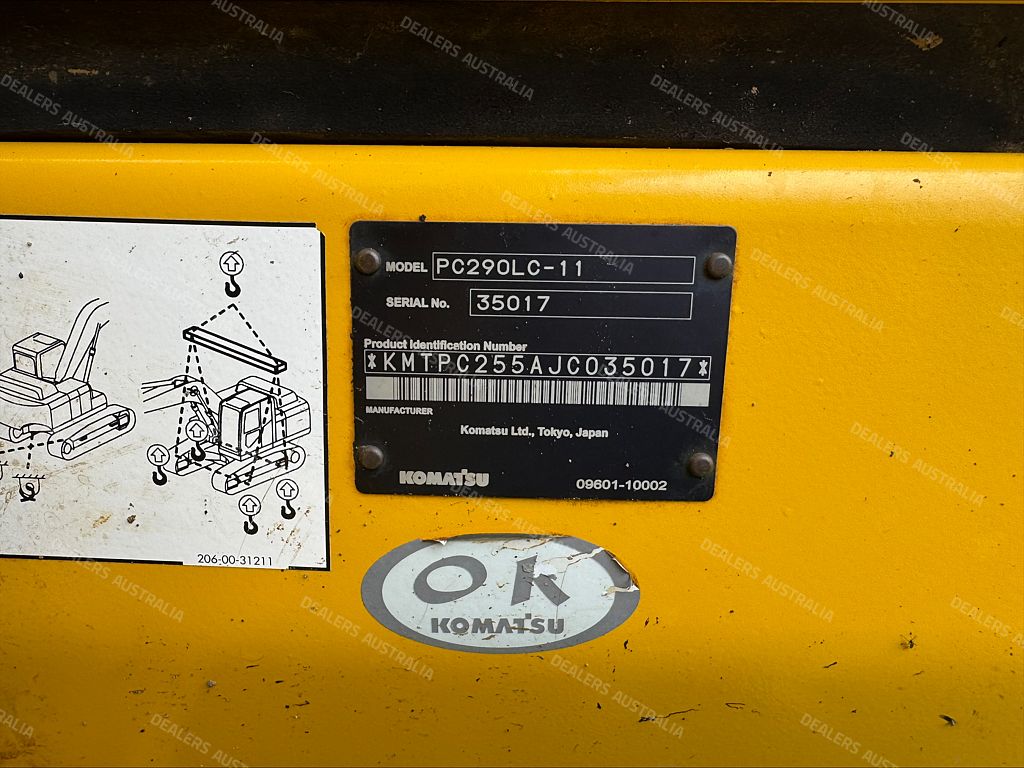 MODEL PC290LC-11
SERIAL No. 35017
Product Identification Number
*KMTPC255AJC035017*
MANUFACTURER
Komatsu Ltd., Tokyo, Japan
KOMATSU 09601-10002
206-00-31211
OK
KOMATSU
DEALERS AUSTRALIA